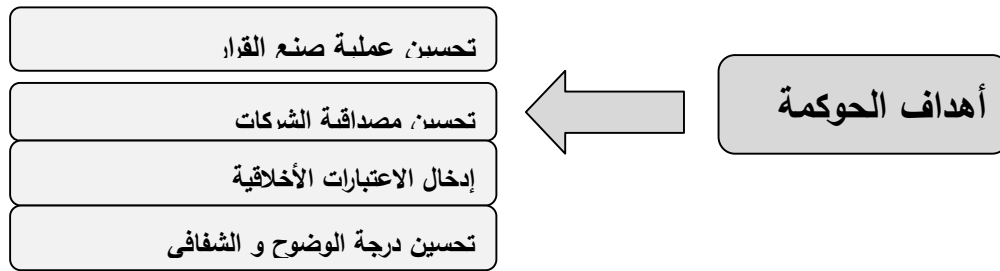 أهداف الحوكمة
تحسين عملية صنع القرار
تحسين مصداقية الشركات
إدخال الاعتبارات الأخلاقية
تحسين درجة الوضوح و الشفافي